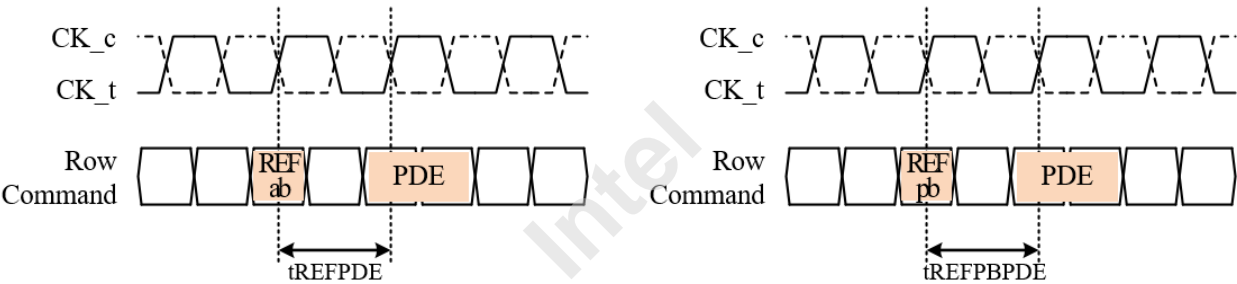 CK_c
CK_t
Row
Command
REF
ab
PDE
tREFPDE
CK_c
CK_t
Row
Command
REF
pb
PDE
tREFPBPDE
Intel